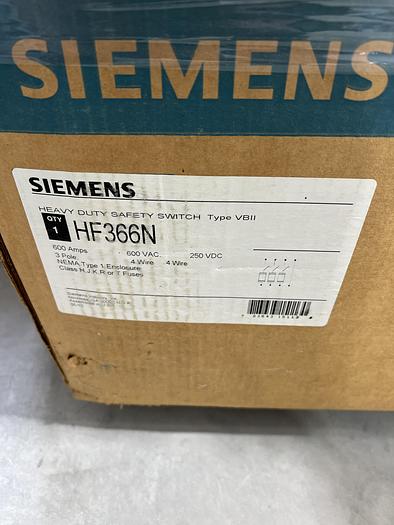 SIEMENS
SIEMENS
HEAVY DUTY SAFETY SWITCH Type VBII
QTY
1
HF366N
600 Amps 600 VAC 250 VDC
3 Pole 4 Wire 4 Wire
NEMA Type 1 Enclosure
Class H,J,K,R or T Fuses